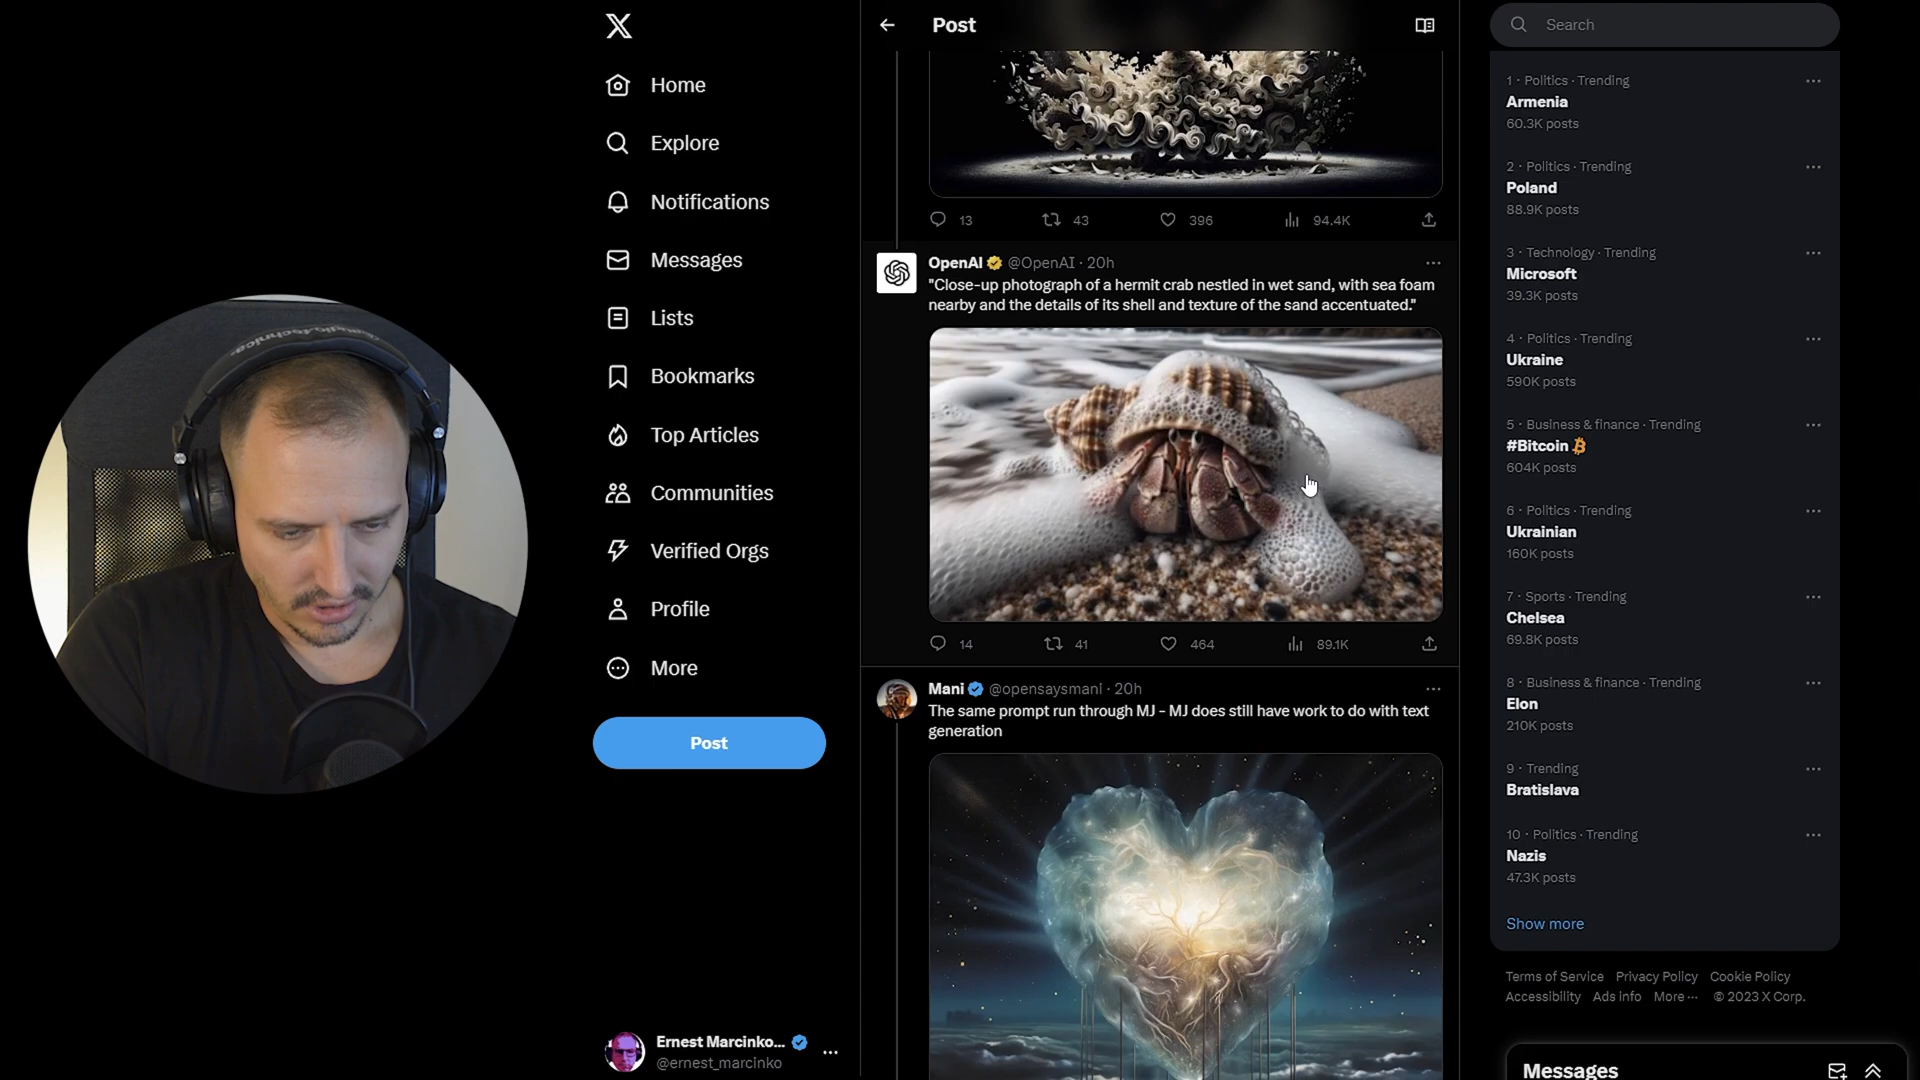 Home
Explore
Notifications
Messages
Lists
Bookmarks
Top Articles
Communities
Verified Orgs
Profile
More
Post
Ernest Marcinko...
@ernest_marcinko
Post
13 43 396 94.4K
OpenAI @OpenAI · 20h
"Close-up photograph of a hermit crab nestled in wet sand, with sea foam
nearby and the details of its shell and texture of the sand accentuated."
14 41 464 89.1K
Mani @opensaysmani · 20h
The same prompt run through MJ - MJ does still have work to do with text
generation
Search
1 · Politics · Trending
Armenia
60.3K posts
2 · Politics · Trending
Poland
88.9K posts
3 · Technology · Trending
Microsoft
39.3K posts
4 · Politics · Trending
Ukraine
590K posts
5 · Business & finance · Trending
#Bitcoin
604K posts
6 · Politics · Trending
Ukrainian
160K posts
7 · Sports · Trending
Chelsea
69.8K posts
8 · Business & finance · Trending
Elon
210K posts
9 · Trending
Bratislava
10 · Politics · Trending
Nazis
47.3K posts
Show more
Terms of Service Privacy Policy Cookie Policy
Accessibility Ads info More ··· © 2023 X Corp.
Messages